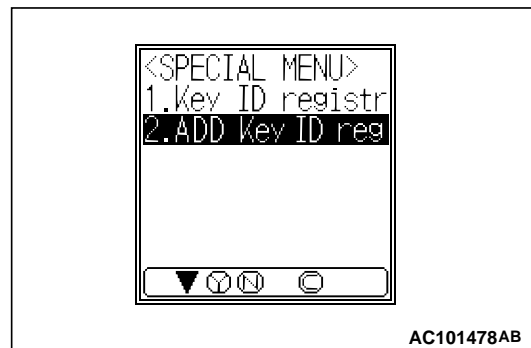 <SPECIAL MENU>
1.Key ID registr
2.ADD Key ID reg
Y N C
AC101478AB